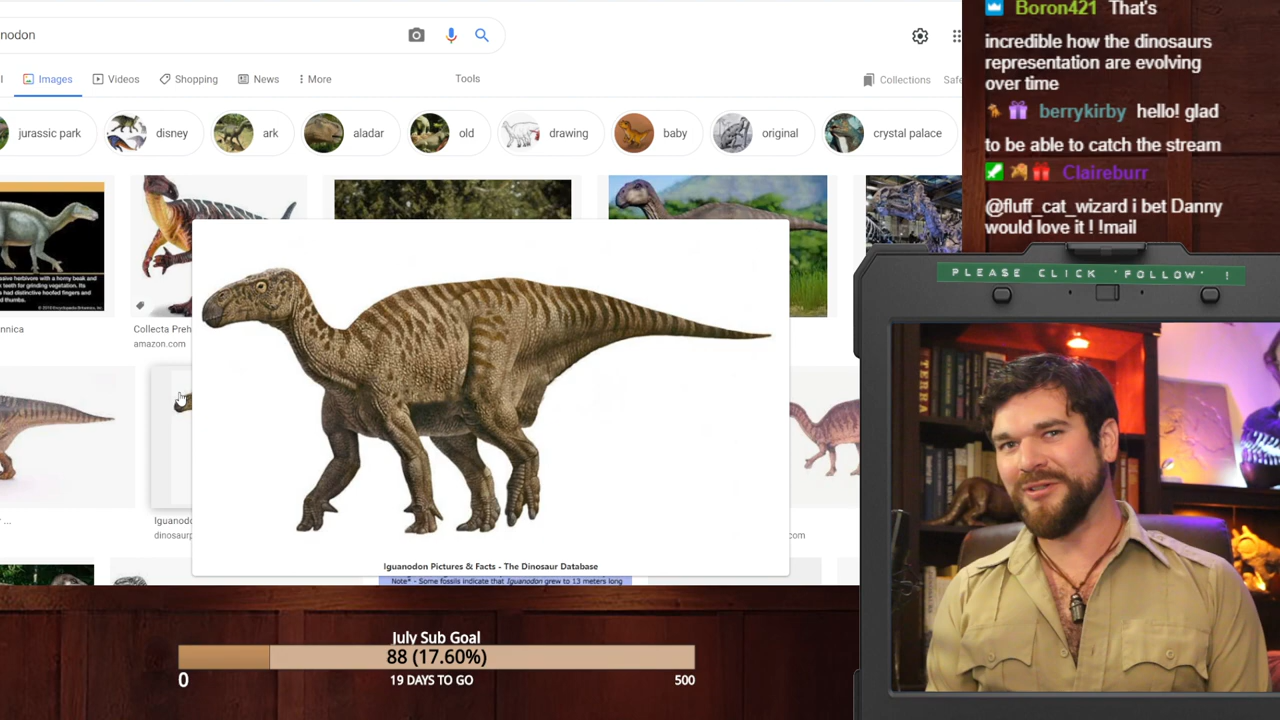 nodon
Images
Videos
Shopping
News
More
Tools
Collections
Safe
jurassic park
disney
ark
aladar
old
drawing
baby
original
crystal palace
nnica
Collecta Preh
amazon.com
Iguanodon Pictures & Facts - The Dinosaur Database
Note* - Some fossils indicate that Iguanodon grew to 13 meters long
...
Iguanodo
dinosaurp
com
July Sub Goal
88 (17.60%)
0
19 DAYS TO GO
500
Boron421 That's
incredible how the dinosaurs
representation are evolving
over time
berrykirby hello! glad
to be able to catch the stream
Claireburr
@fluff_cat_wizard i bet Danny
would love it ! !mail
PLEASE CLICK 'FOLLOW' !
TERRA